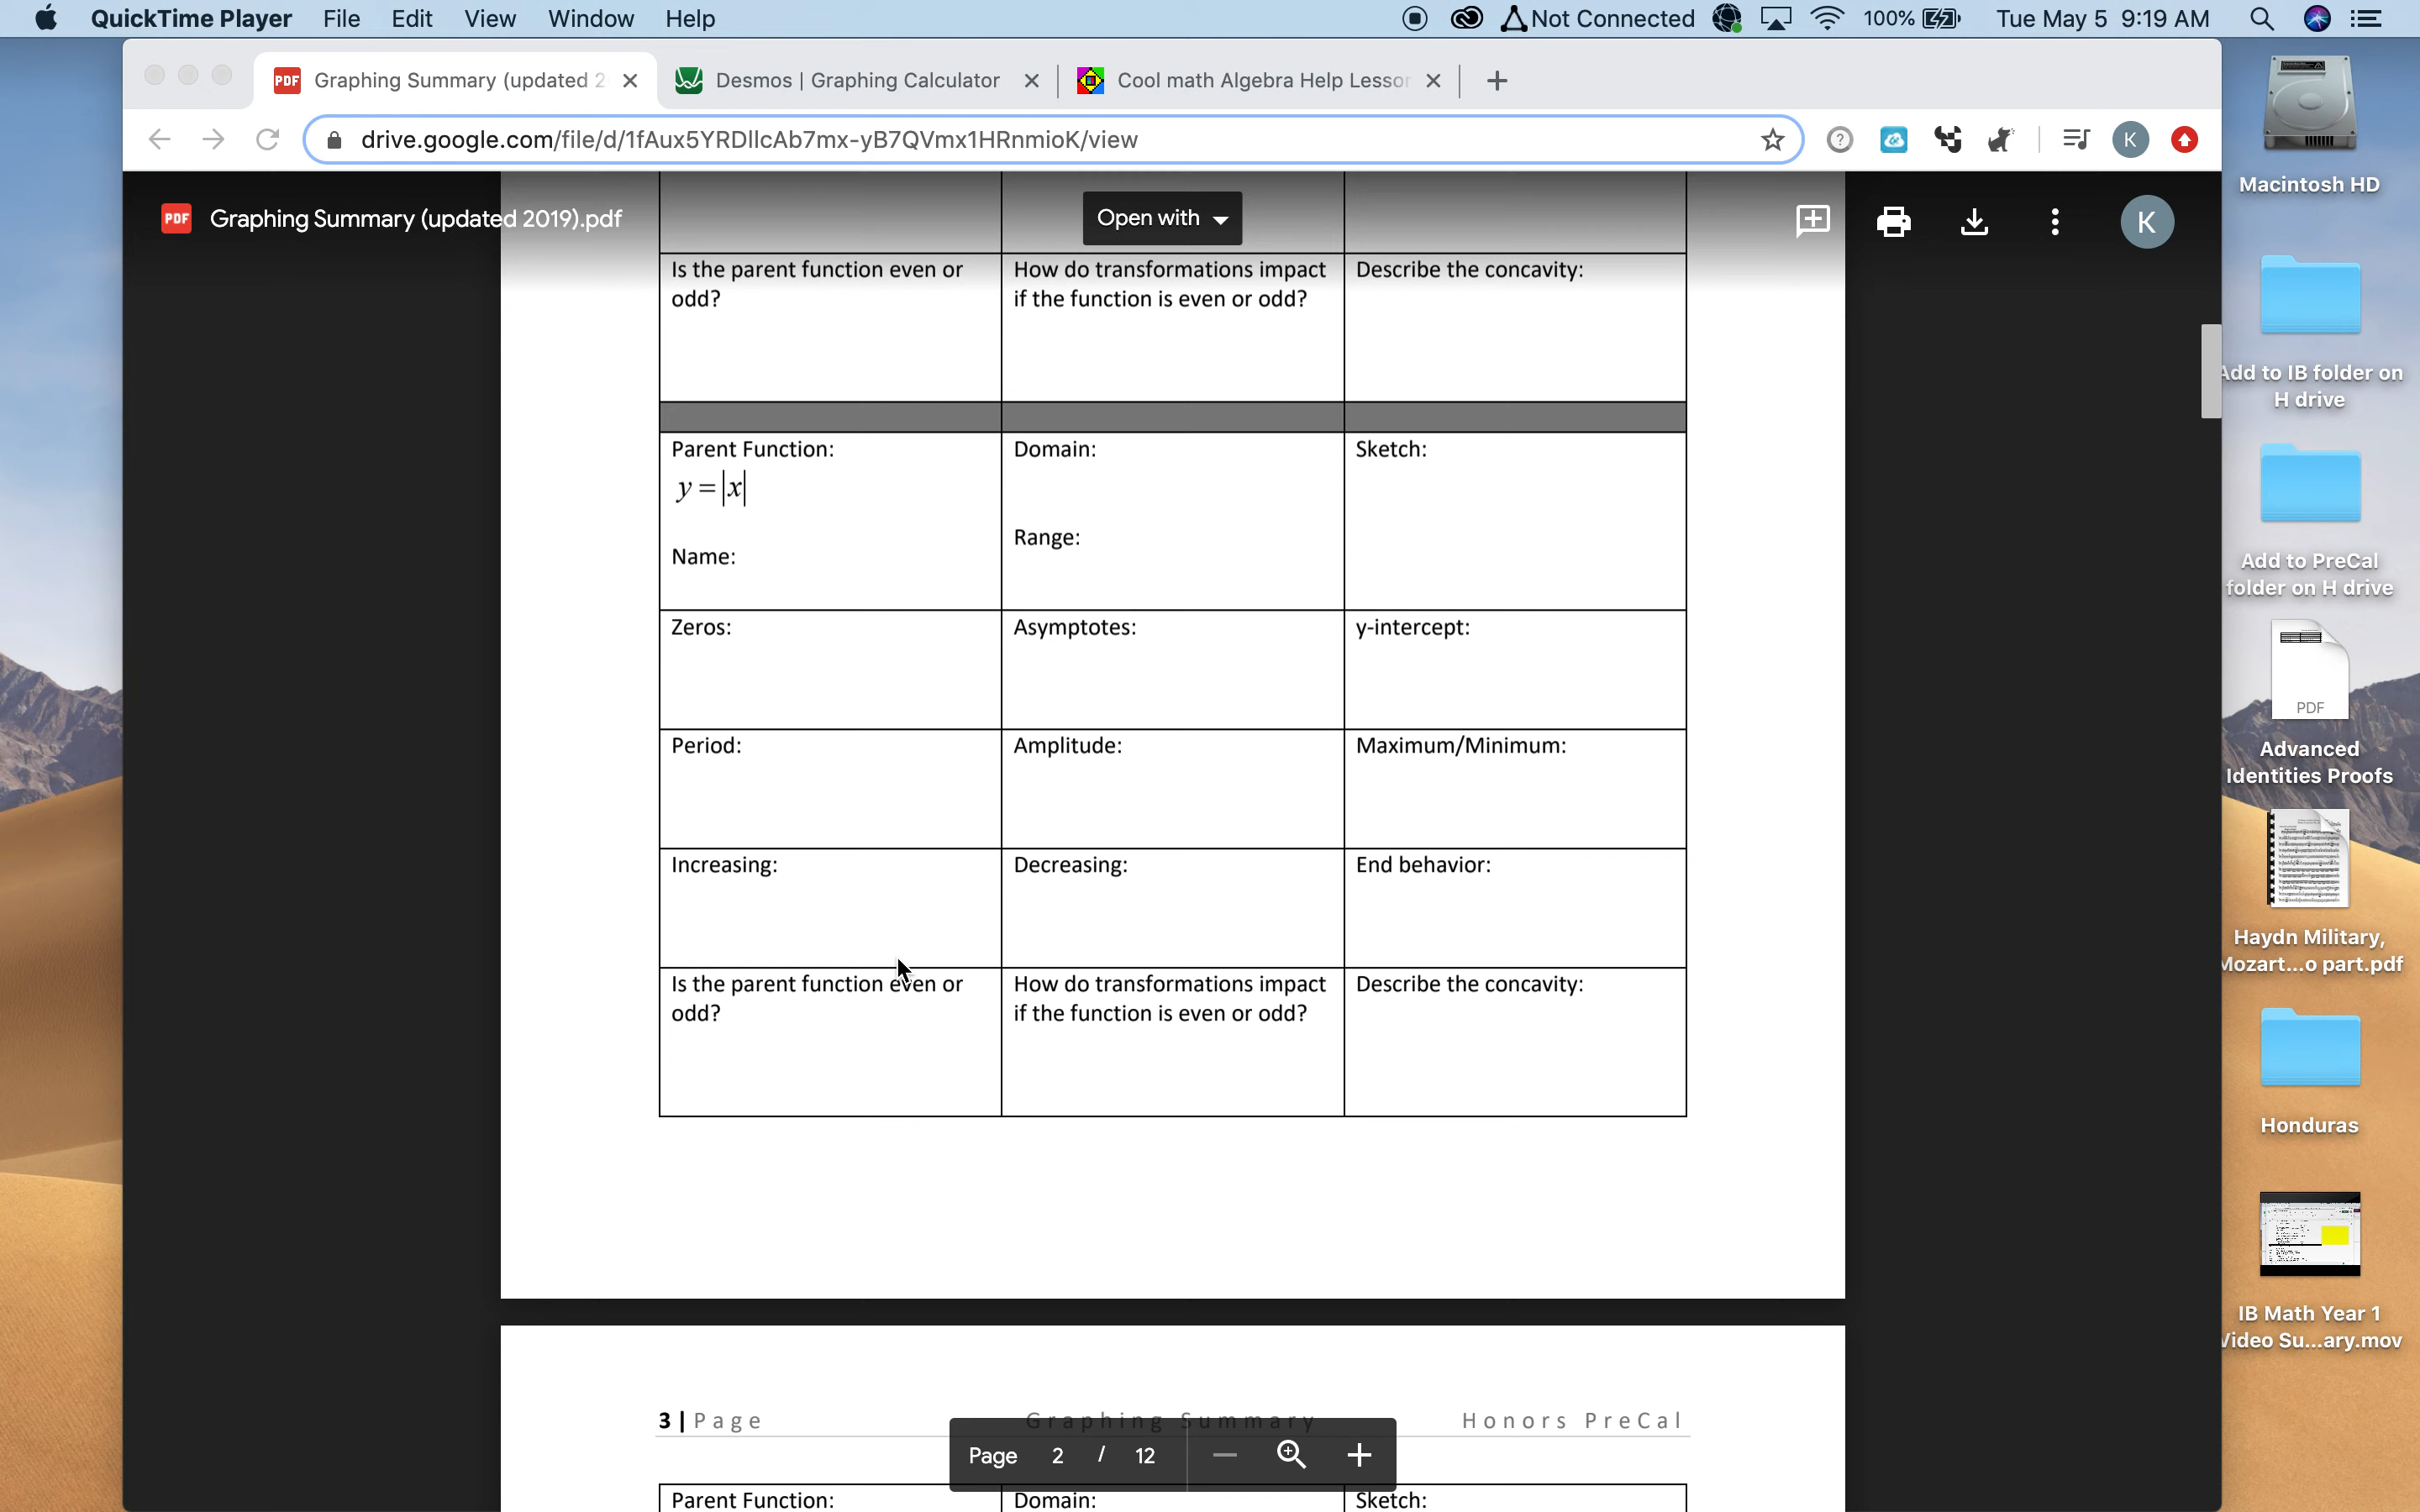 QuickTime Player File Edit View Window Help Not Connected 100% Tue May 5 9:19 AM
PDF Graphing Summary (updated 2 Desmos | Graphing Calculator Cool math Algebra Help Lesson
drive.google.com/file/d/1fAux5YRDllcAb7mx-yB7QVmx1HRnmioK/view K
PDF Graphing Summary (updated 2019).pdf Open with K
Is the parent function even or
odd?
How do transformations impact
if the function is even or odd?
Describe the concavity:
Parent Function:
y = |x|
Name:
Domain:
Range:
Sketch:
Zeros:
Asymptotes:
y-intercept:
Period:
Amplitude:
Maximum/Minimum:
Increasing:
Decreasing:
End behavior:
Is the parent function even or
odd?
How do transformations impact
if the function is even or odd?
Describe the concavity:
3 | Page Graphing Summary Honors PreCal
Page 2 / 12
Parent Function:
Domain:
Sketch:
Macintosh HD
Add to IB folder on
H drive
Add to PreCal
folder on H drive
PDF
Advanced
Identities Proofs
Haydn Military,
Mozart...o part.pdf
Honduras
IB Math Year 1
Video Su...ary.mov